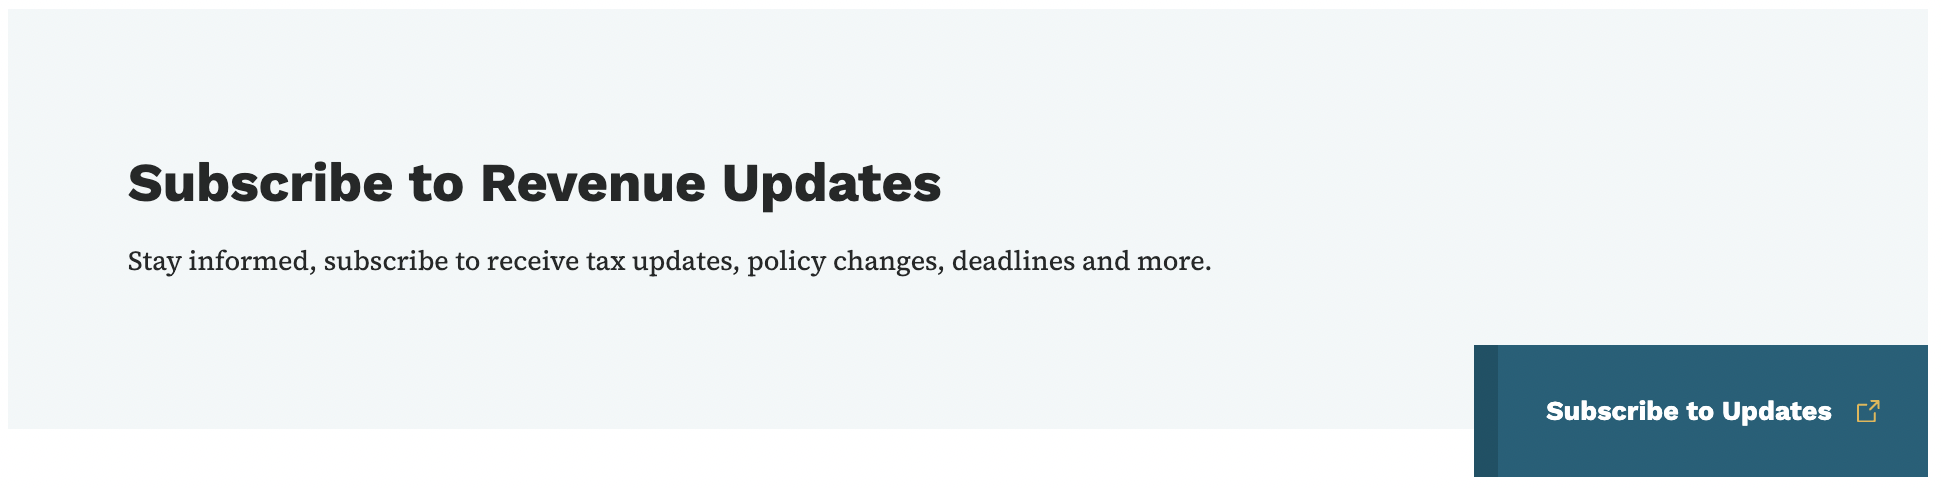 Subscribe to Revenue Updates
Stay informed, subscribe to receive tax updates, policy changes, deadlines and more.
Subscribe to Updates